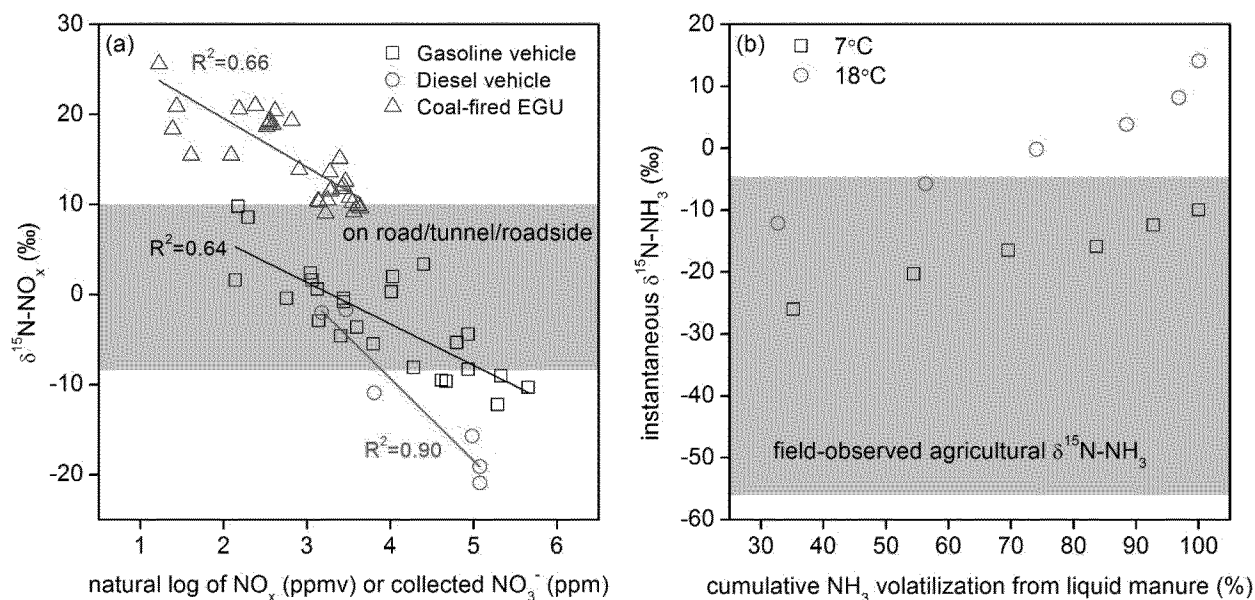 (a)
R²=0.66
Gasoline vehicle
Diesel vehicle
Coal-fired EGU
on road/tunnel/roadside
R²=0.64
R²=0.90
30
20
10
0
-10
-20
δ¹⁵N-NOₓ (‰)
1 2 3 4 5 6
natural log of NOₓ (ppmv) or collected NO₃⁻ (ppm)
(b)
7°C
18°C
field-observed agricultural δ¹⁵N-NH₃
20
10
0
-10
-20
-30
-40
-50
-60
instantaneous δ¹⁵N-NH₃ (‰)
30 40 50 60 70 80 90 100
cumulative NH₃ volatilization from liquid manure (%)